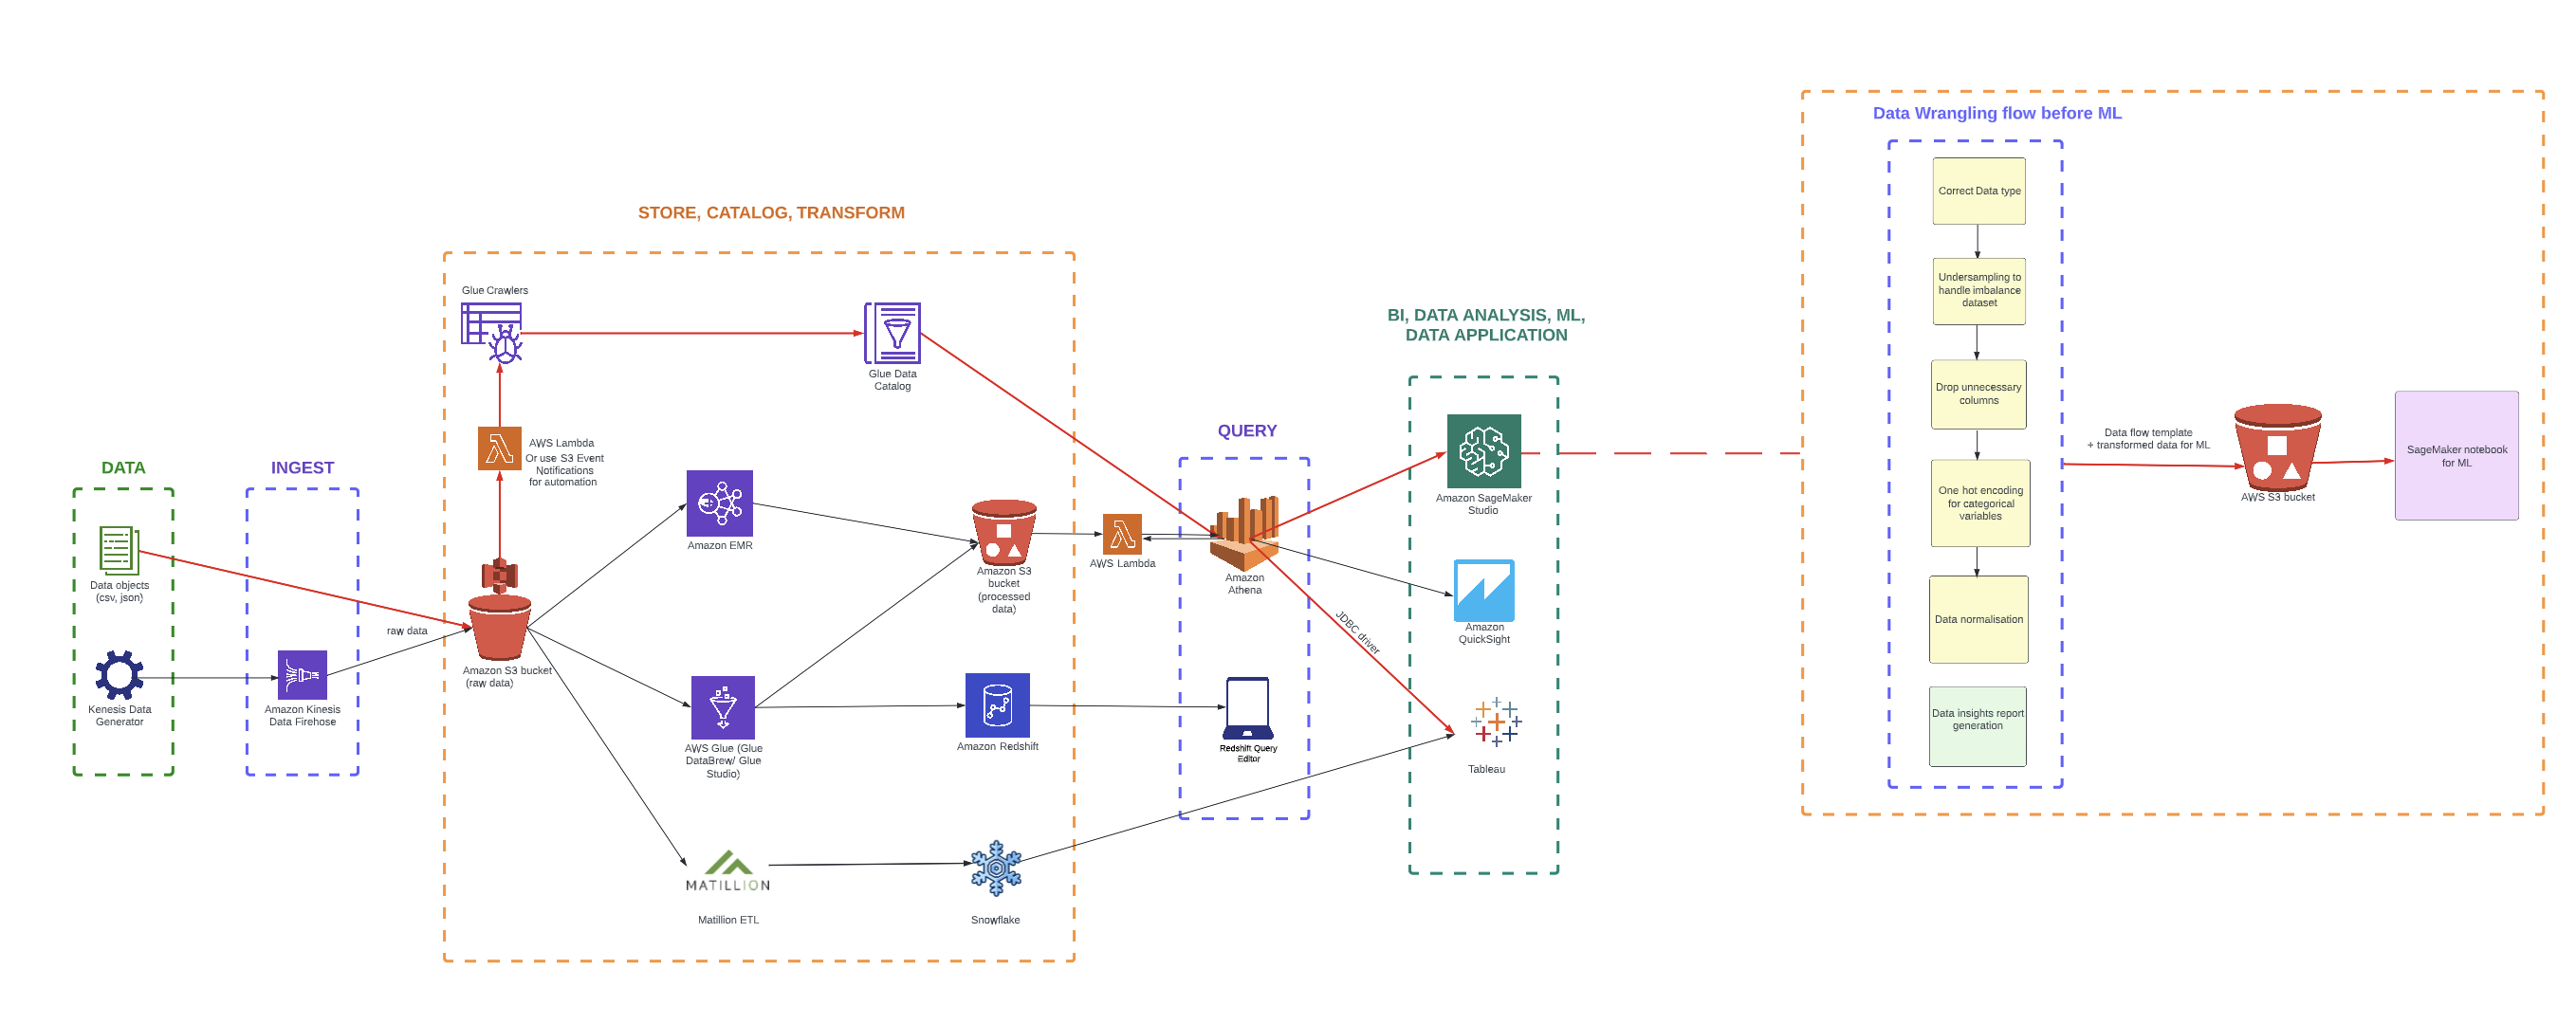 Data Wrangling flow before ML
Correct Data type
Undersampling to
handle imbalance
dataset
Drop unnecessary
columns
One hot encoding
for categorical
variables
Data normalisation
Data insights report
generation
Data flow template
+ transformed data for ML
AWS S3 bucket
SageMaker notebook
for ML
STORE, CATALOG, TRANSFORM
Glue Crawlers
Glue Data
Catalog
AWS Lambda
Or use S3 Event
Notifications
for automation
DATA
Data objects
(csv, json)
Kenesis Data
Generator
INGEST
Amazon Kinesis
Data Firehose
raw data
Amazon S3 bucket
(raw data)
Amazon EMR
AWS Glue (Glue
DataBrew/ Glue
Studio)
MATILLION
Matillion ETL
Amazon S3
bucket
(processed
data)
Amazon Redshift
Snowflake
AWS Lambda
QUERY
Amazon
Athena
Redshift Query
Editor
JDBC driver
BI, DATA ANALYSIS, ML,
DATA APPLICATION
Amazon SageMaker
Studio
Amazon
QuickSight
Tableau